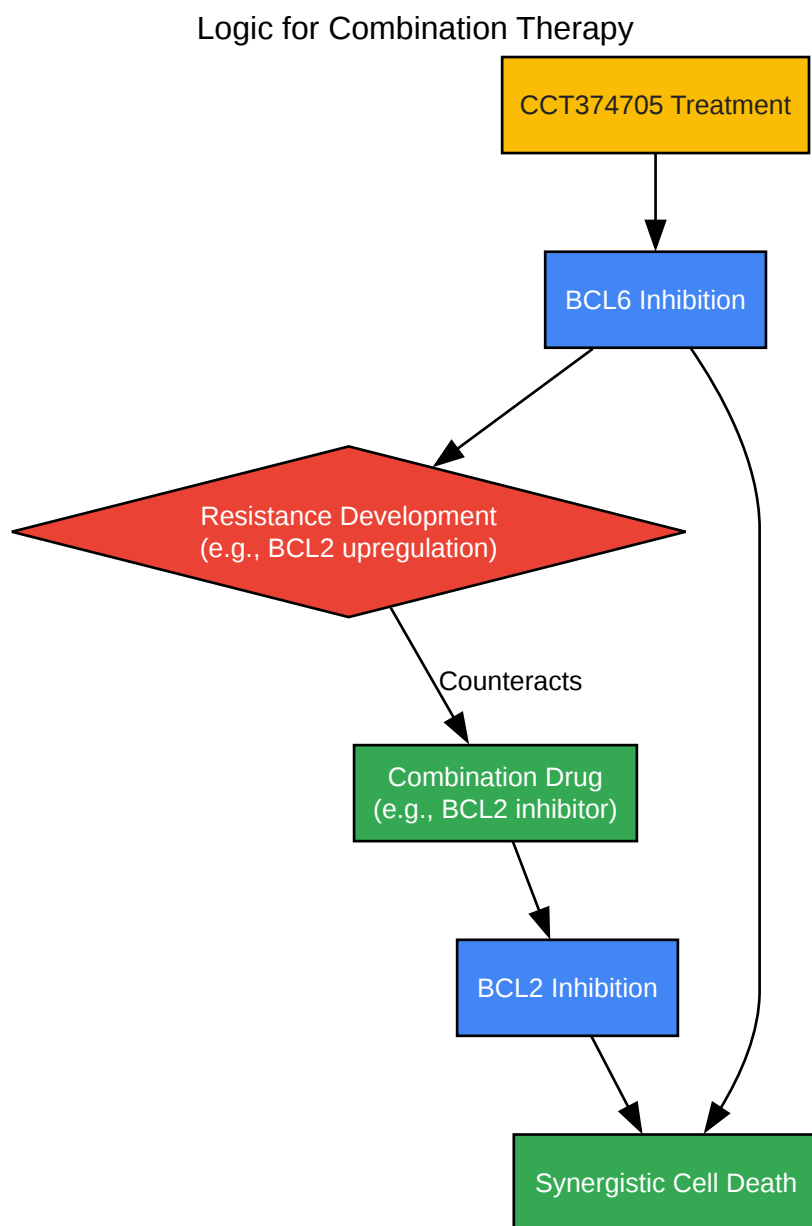 Logic for Combination Therapy
CCT374705 Treatment
BCL6 Inhibition
Resistance Development
(e.g., BCL2 upregulation)
Counteracts
Combination Drug
(e.g., BCL2 inhibitor)
BCL2 Inhibition
Synergistic Cell Death